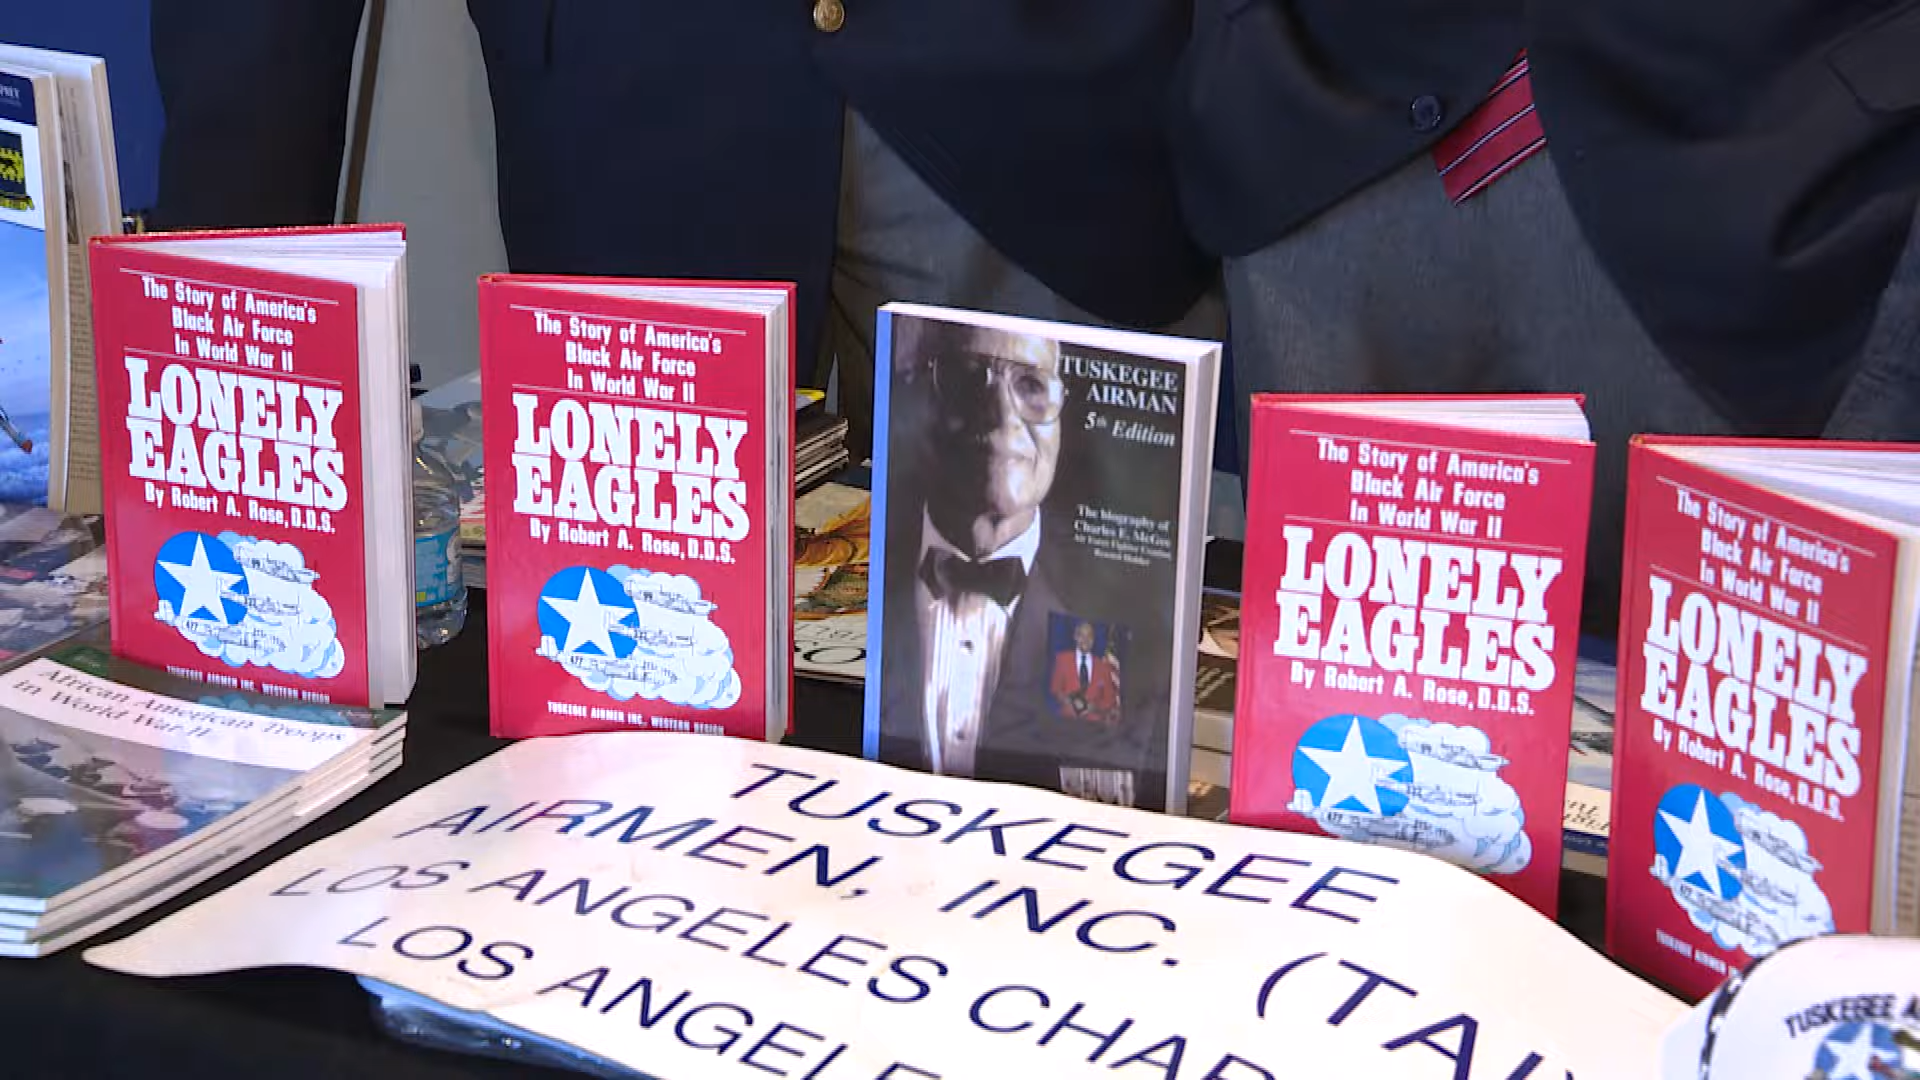 The Story of America's
Black Air Force
In World War II
LONELY
EAGLES
By Robert A. Rose, D.D.S.
TUSKEGEE AIRMEN INC. WESTERN REGION
The Story of America's
Black Air Force
In World War II
LONELY
EAGLES
By Robert A. Rose, D.D.S.
TUSKEGEE AIRMEN INC. WESTERN REGION
TUSKEGEE
AIRMAN
5th Edition
The biography of
Charles E. McGee
The Story of America's
Black Air Force
In World War II
LONELY
EAGLES
By Robert A. Rose, D.D.S.
The Story of America's
Black Air Force
In World War II
LONELY
EAGLES
By Robert A. Rose, D.D.S.
TUSKEGEE
African American Troops
in World War II
TUSKEGEE
AIRMEN, INC. (TAI
LOS ANGELES CHAP
LOS ANGELE
TUSKEGEE A